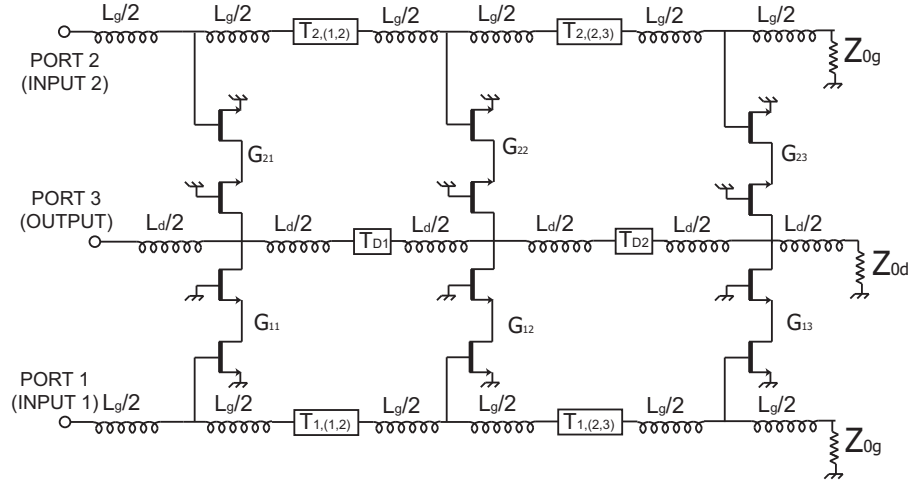 Lg/2 Lg/2 T2,(1,2) Lg/2 Lg/2 T2,(2,3) Lg/2 Lg/2
Z0g
PORT 2
(INPUT 2)
G21 G22 G23
PORT 3
(OUTPUT)
Ld/2 Ld/2 TD1 Ld/2 Ld/2 TD2 Ld/2 Ld/2
Z0d
G11 G12 G13
PORT 1
(INPUT 1)
Lg/2 Lg/2 T1,(1,2) Lg/2 Lg/2 T1,(2,3) Lg/2 Lg/2
Z0g